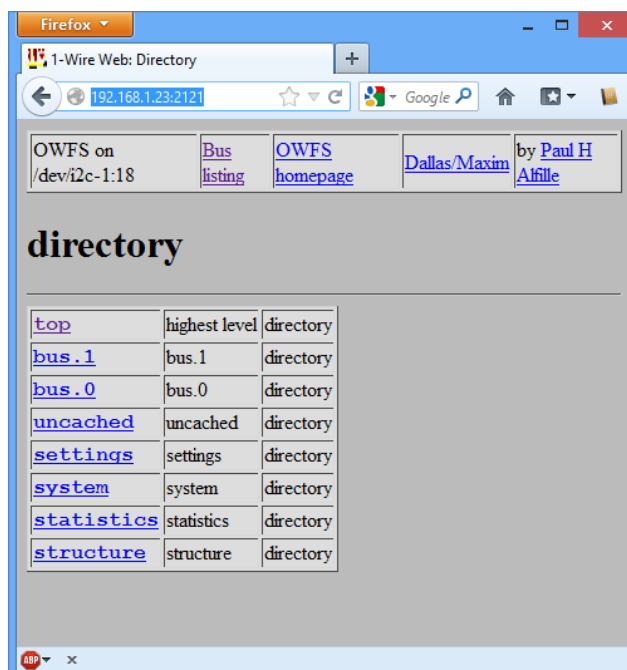 Firefox
1-Wire Web: Directory
192.168.1.23:2121
Google
OWFS on /dev/i2c-1:18
Bus listing
OWFS homepage
Dallas/Maxim
by Paul H Alfille
directory
top highest level directory
bus.1 bus.1 directory
bus.0 bus.0 directory
uncached uncached directory
settings settings directory
system system directory
statistics statistics directory
structure structure directory
ABP